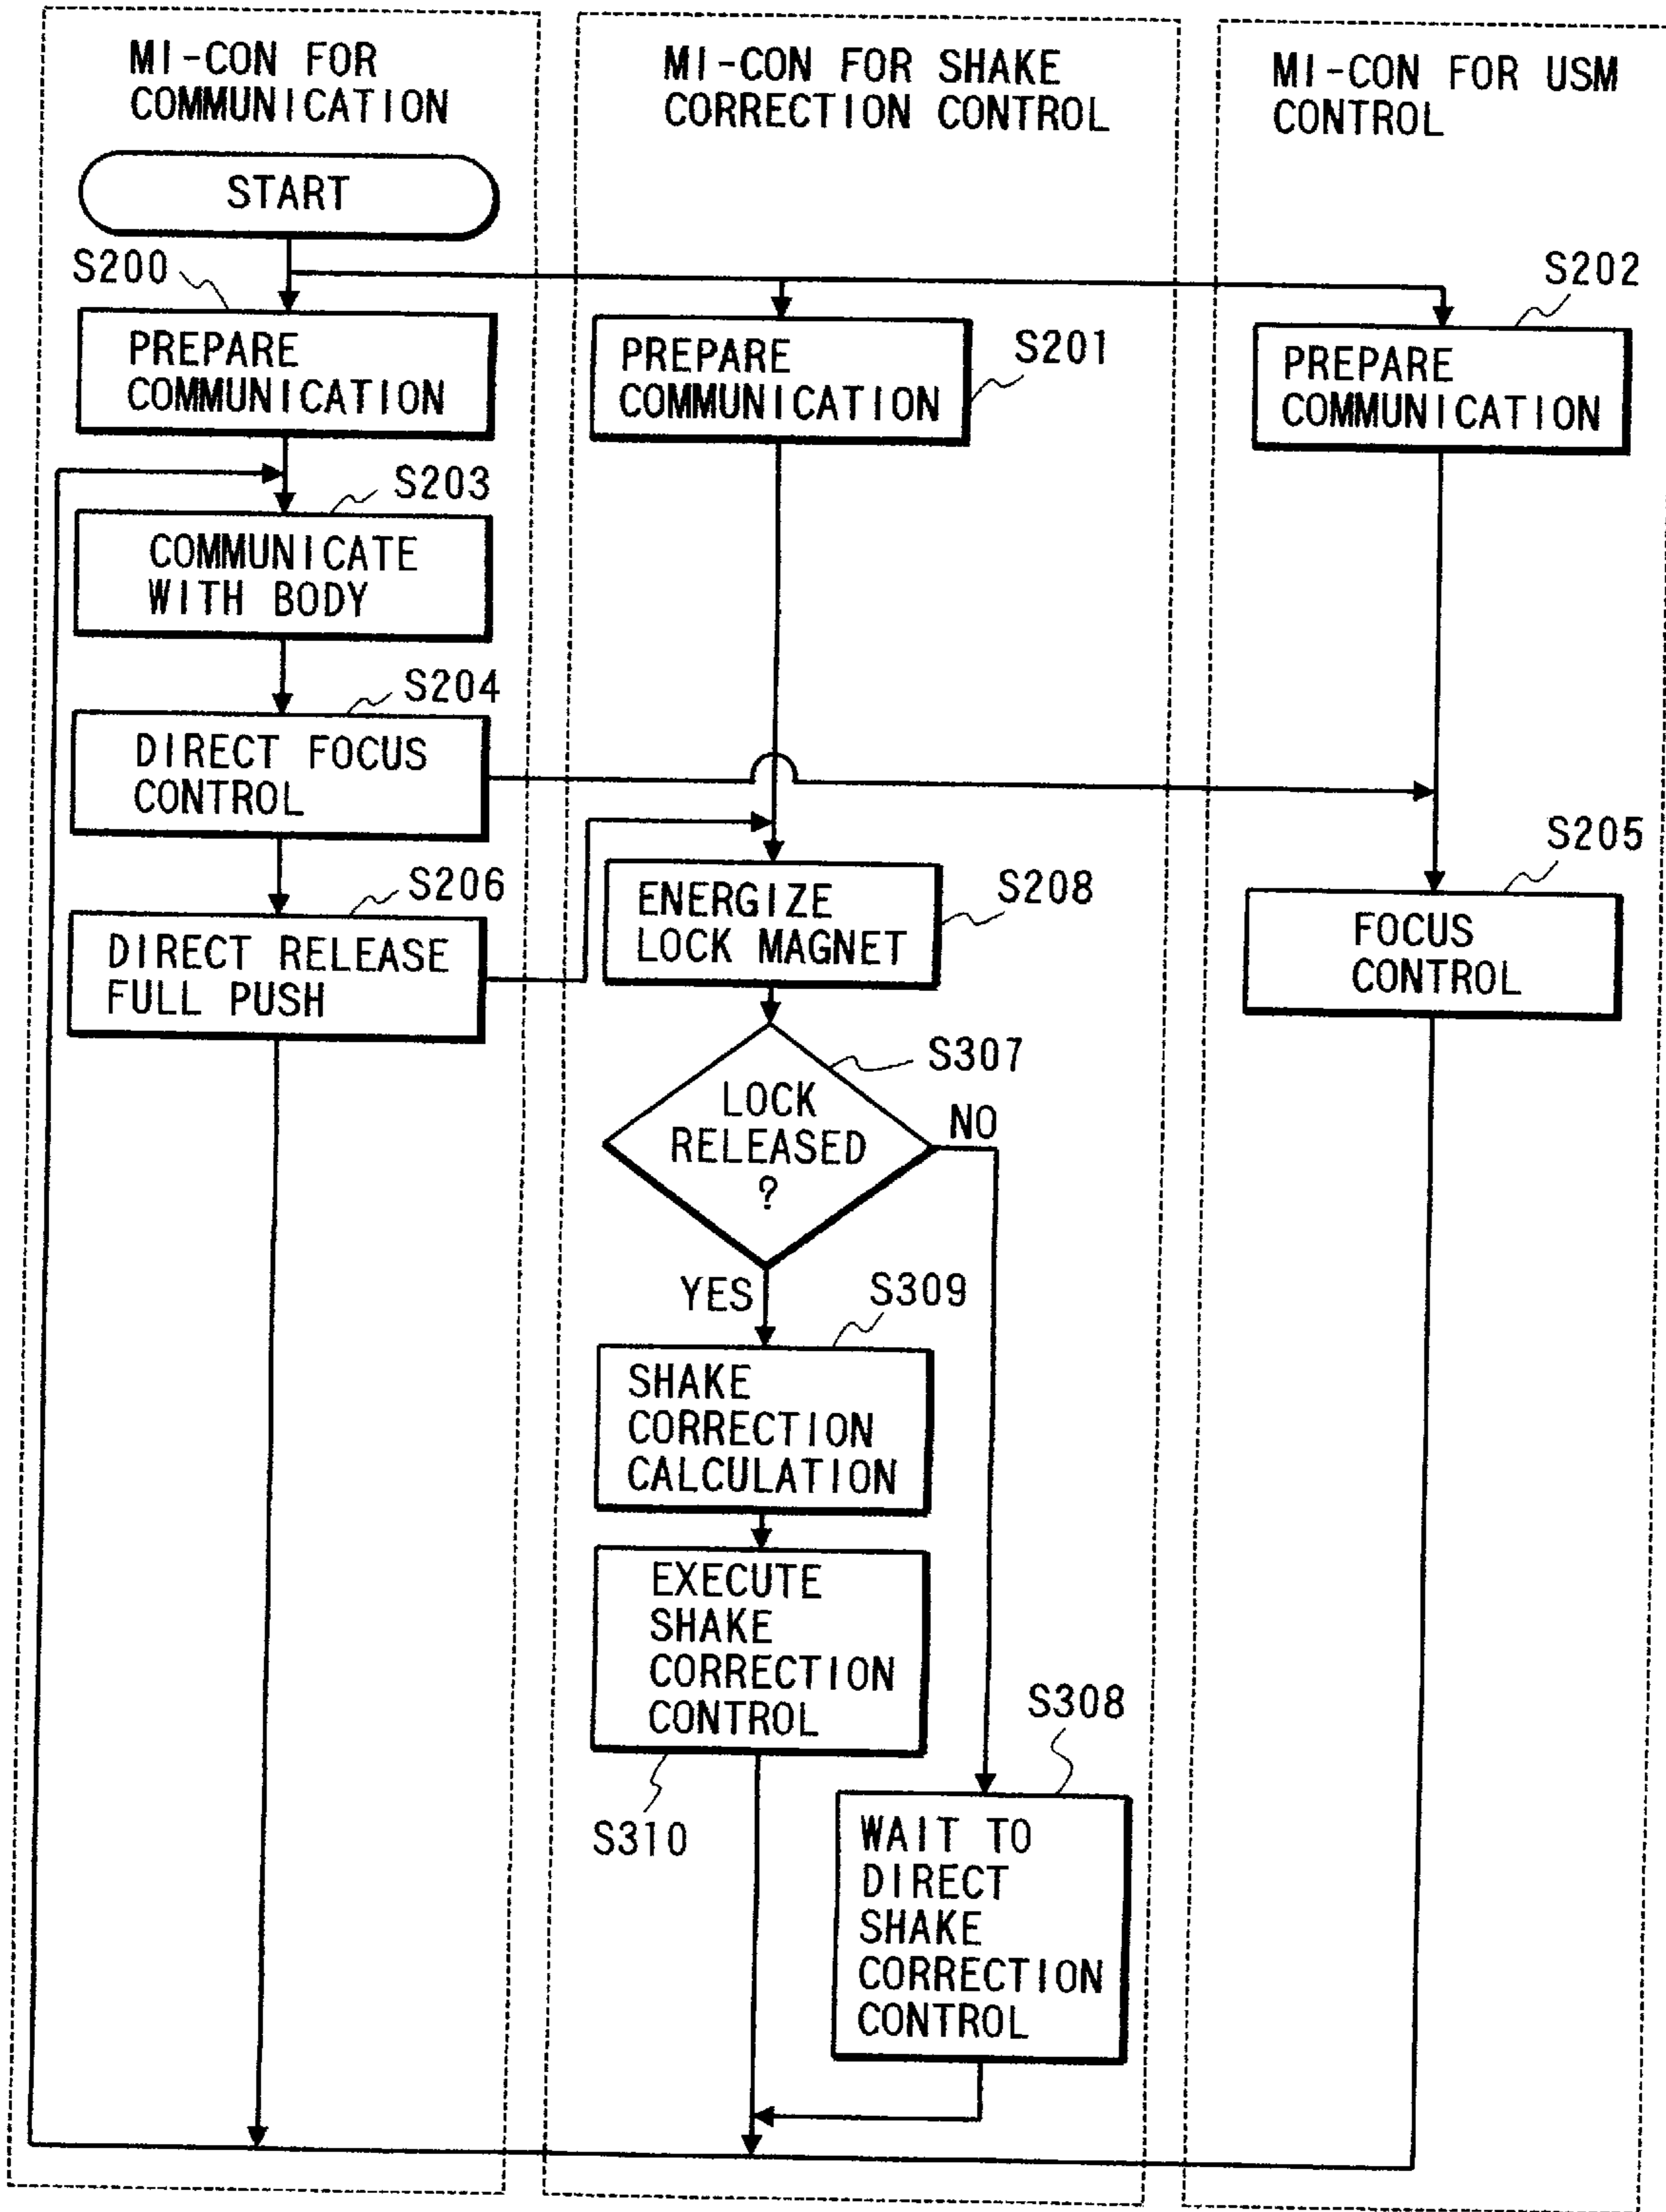 MI-CON FOR
COMMUNICATION
START
S200
PREPARE
COMMUNICATION
S203
COMMUNICATE
WITH BODY
S204
DIRECT FOCUS
CONTROL
S206
DIRECT RELEASE
FULL PUSH
MI-CON FOR SHAKE
CORRECTION CONTROL
PREPARE
COMMUNICATION
S201
ENERGIZE
LOCK MAGNET
S208
S307
LOCK
RELEASED
?
NO
YES
S309
SHAKE
CORRECTION
CALCULATION
EXECUTE
SHAKE
CORRECTION
CONTROL
S310
S308
WAIT TO
DIRECT
SHAKE
CORRECTION
CONTROL
MI-CON FOR USM
CONTROL
S202
PREPARE
COMMUNICATION
S205
FOCUS
CONTROL